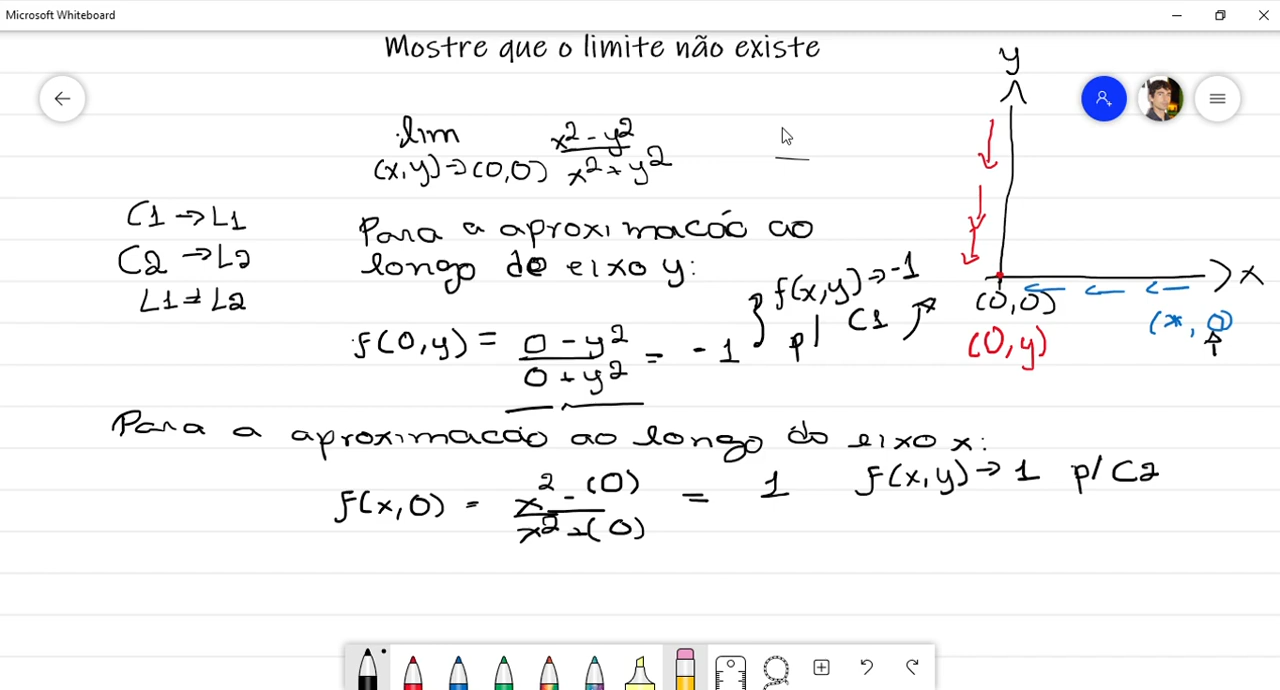 Microsoft Whiteboard
Mostre que o limite não existe
lim x² - y²
(x,y)→(0,0) x² + y²
C1 → L1
C2 → L2
L1 ≠ L2
Para a aproximacáo ao
longo do eixo y:
f(0,y) = 0 - y² / 0 + y² = -1
f(x,y) → -1
p/ C1
Para a aproximacáo ao longo do eixo x:
f(x,0) = x² - (0) / x² + (0) = 1 f(x,y) → 1 p/ C2
y
x
(0,0)
(x, 0)
(0,y)